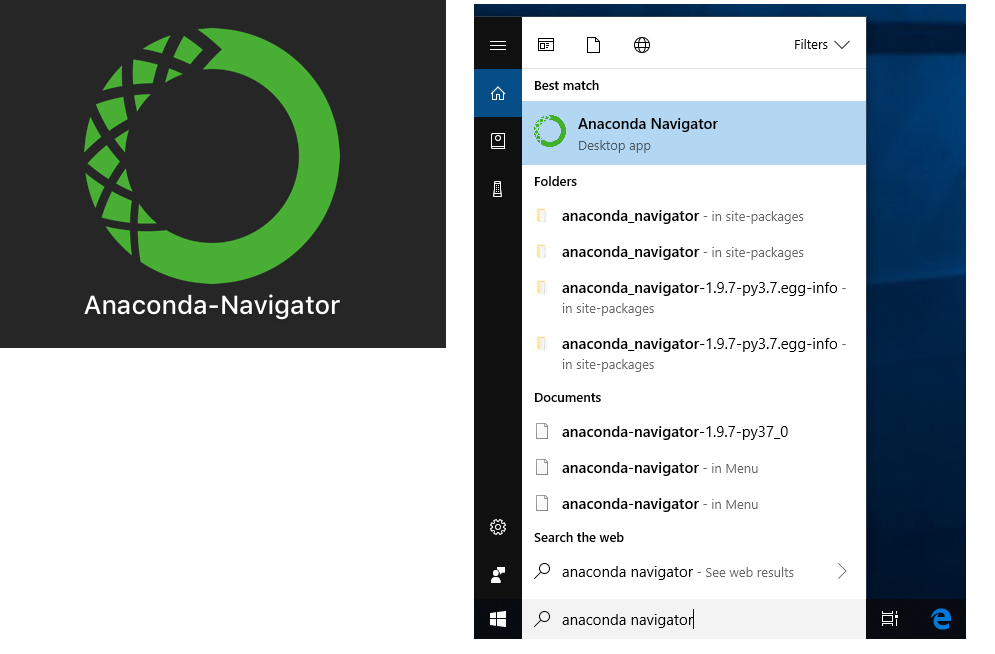 Anaconda-Navigator
Filters
Best match
Anaconda Navigator
Desktop app
Folders
anaconda_navigator - in site-packages
anaconda_navigator - in site-packages
anaconda_navigator-1.9.7-py3.7.egg-info -
in site-packages
anaconda_navigator-1.9.7-py3.7.egg-info -
in site-packages
Documents
anaconda-navigator-1.9.7-py37_0
anaconda-navigator - in Menu
anaconda-navigator - in Menu
Search the web
anaconda navigator - See web results
anaconda navigator